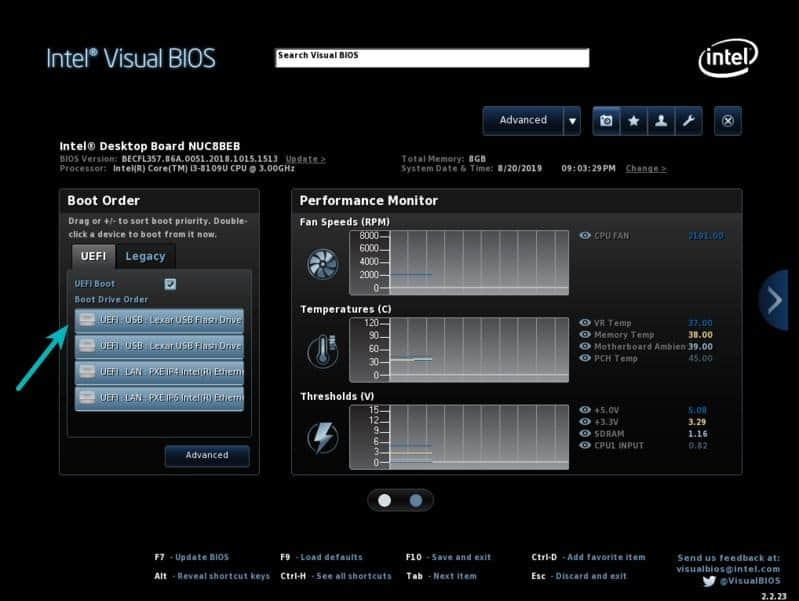 Intel® Visual BIOS
Search Visual BIOS
intel
Advanced
Intel® Desktop Board NUC8BEB
BIOS Version: BECFL357.86A.0051.2018.1015.1513 Update >
Total Memory: 8GB
Processor: Intel(R) Core(TM) i3-8109U CPU @ 3.00GHz
System Date & Time: 8/20/2019 09:03:29PM Change >
Boot Order
Drag or +/- to sort boot priority. Double-
click a device to boot from it now.
UEFI Legacy
UEFI Boot
Boot Drive Order
UEFI : USB : Lexar USB Flash Drive
UEFI : USB : Lexar USB Flash Drive
UEFI : LAN : PXE IP4 Intel(R) Ethern
UEFI : LAN : PXE IP6 Intel(R) Etherne
Advanced
Performance Monitor
Fan Speeds (RPM)
8000
6000
4000
2000
0
CPU FAN 2191.00
Temperatures (C)
120
90
60
30
0
VR Temp 37.00
Memory Temp 38.00
Motherboard Ambien 39.00
PCH Temp 45.00
Thresholds (V)
15
12
9
6
3
0
+5.0V 5.08
+3.3V 3.29
SDRAM 1.16
CPU1 INPUT 0.82
F7 - Update BIOS
F9 - Load defaults
F10 - Save and exit
Ctrl-D - Add favorite item
Alt - Reveal shortcut keys
Ctrl-H - See all shortcuts
Tab - Next item
Esc - Discard and exit
Send us feedback at:
visualbios@intel.com
@VisualBIOS
2.2.23